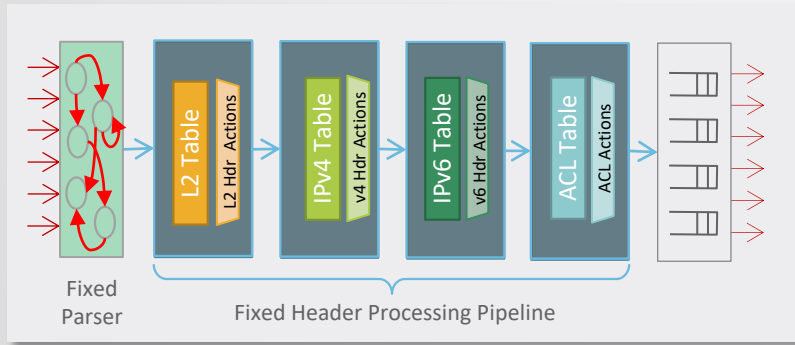 L2 Table
L2 Hdr Actions
IPv4 Table
v4 Hdr Actions
IPv6 Table
v6 Hdr Actions
ACL Table
ACL Actions
Fixed
Parser
Fixed Header Processing Pipeline